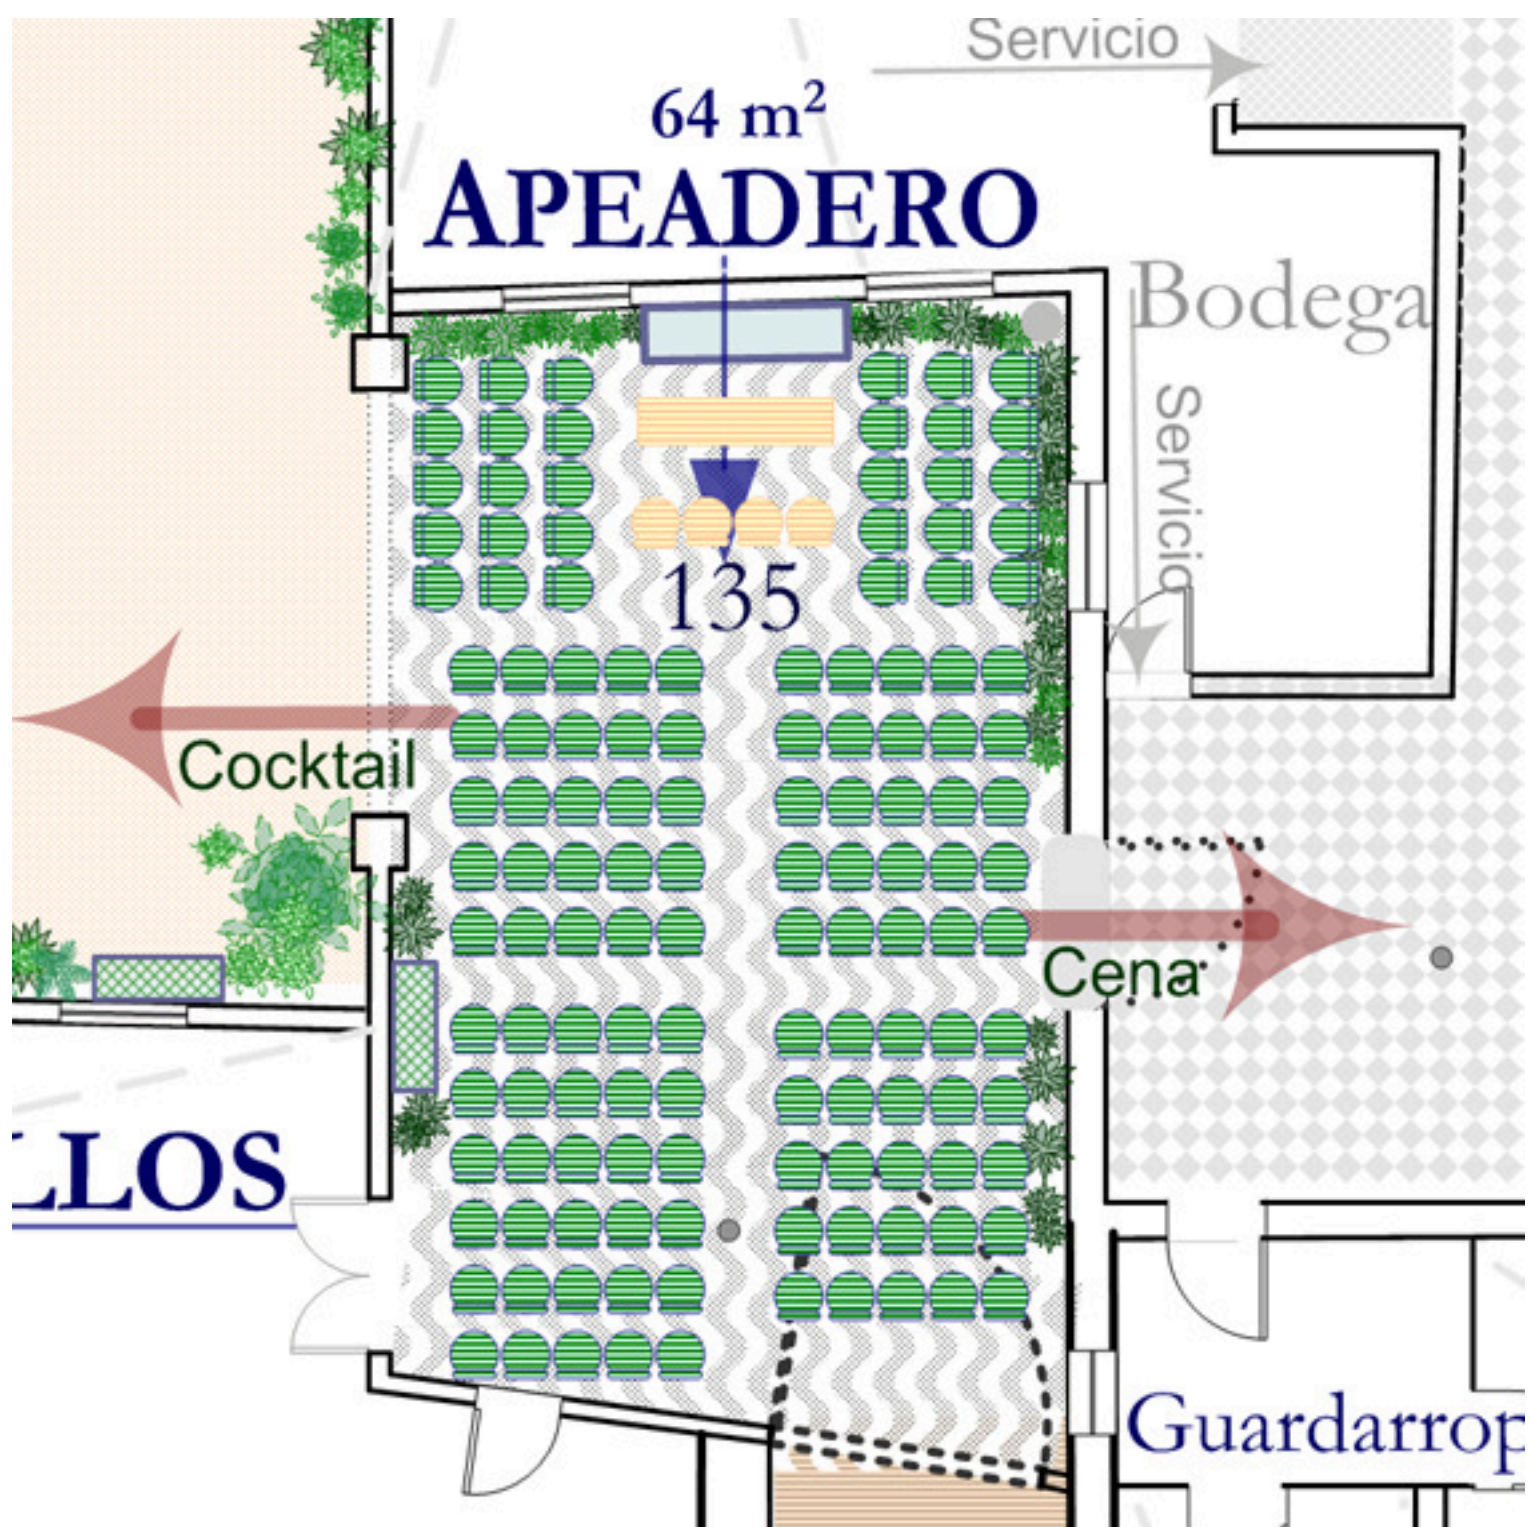 Servicio
64 m²
APEADERO
Bodega
Servicio
135
Cocktail
Cena
LLOS
Guardarrop